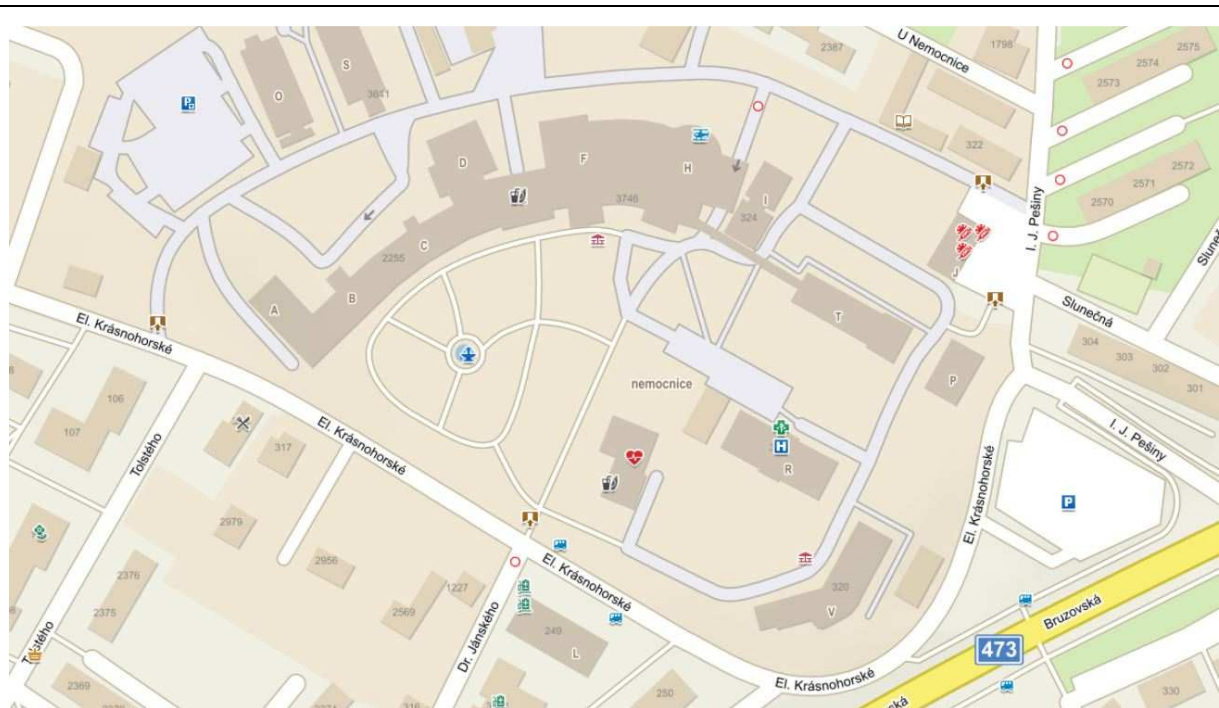 U Nemocnice
2387
1798
2575
2574
2573
S
O
3641
P
322
2572
2571
2570
D
F
H
I
3746
324
I. J. Pešiny
C
2255
J
B
A
T
Slunečná
El. Krásnohorské
304
303
302
301
P
106
107
Tolstého
317
El. Krásnohorské
nemocnice
H
R
I. J. Pešiny
El. Krásnohorské
P
2979
2956
2376
2375
2569
1227
El. Krásnohorské
320
V
Bruzovská
Dr. Jánského
249
L
473
Tolstého
El. Krásnohorské
2369
250
330